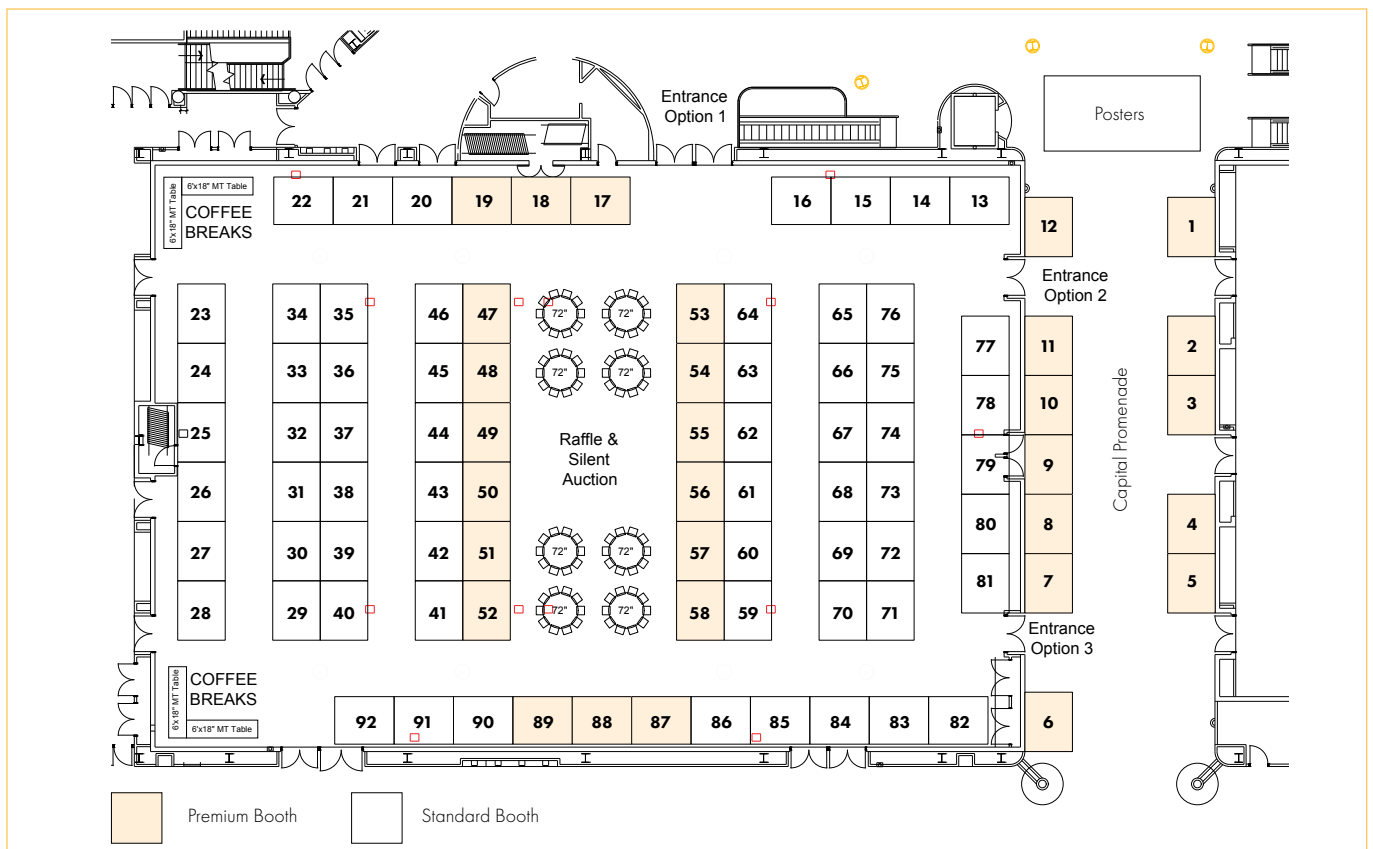 Entrance
Option 1
Posters
6'x18" MT Table
6'x18" MT Table
COFFEE
BREAKS
22 21 20 19 18 17 16 15 14 13
12 1
Entrance
Option 2
23 34 35 46 47 72" 72" 53 64 65 76
77 11 2
24 33 36 45 48 72" 72" 54 63 66 75
78 10 3
Capital Promenade
25 32 37 44 49 55 62 67 74
Raffle &
Silent
Auction
79 9
26 31 38 43 50 56 61 68 73
80 8 4
27 30 39 42 51 72" 72" 57 60 69 72
81 7 5
28 29 40 41 52 72" 72" 58 59 70 71
Entrance
Option 3
6'x18" MT Table
COFFEE
BREAKS
6'x18" MT Table
92 91 90 89 88 87 86 85 84 83 82
6
Premium Booth
Standard Booth